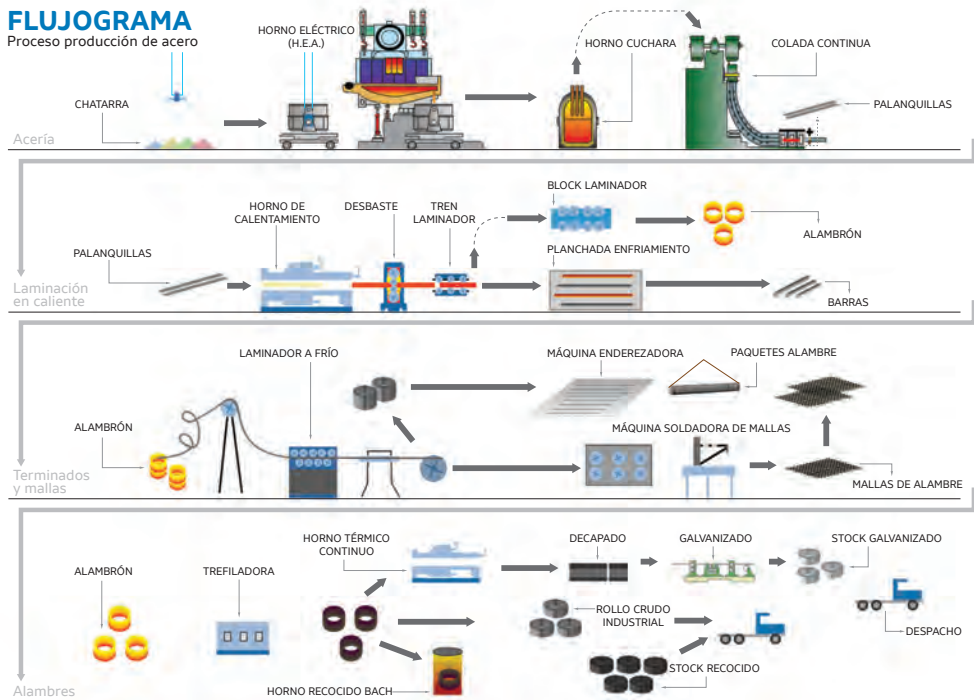 FLUJOGRAMA
Proceso producción de acero
CHATARRA
HORNO ELÉCTRICO
(H.E.A.)
HORNO CUCHARA
COLADA CONTINUA
PALANQUILLAS
Acería
PALANQUILLAS
HORNO DE
CALENTAMIENTO
DESBASTE
TREN
LAMINADOR
BLOCK LAMINADOR
ALAMBRÓN
PLANCHADA ENFRIAMIENTO
BARRAS
Laminación
en caliente
ALAMBRÓN
LAMINADOR A FRÍO
MÁQUINA ENDEREZADORA
PAQUETES ALAMBRE
MÁQUINA SOLDADORA DE MALLAS
MALLAS DE ALAMBRE
Terminados
y mallas
ALAMBRÓN
TREFILADORA
HORNO TÉRMICO
CONTINUO
DECAPADO
GALVANIZADO
STOCK GALVANIZADO
ROLLO CRUDO
INDUSTRIAL
DESPACHO
STOCK RECOCIDO
HORNO RECOCIDO BACH
Alambres